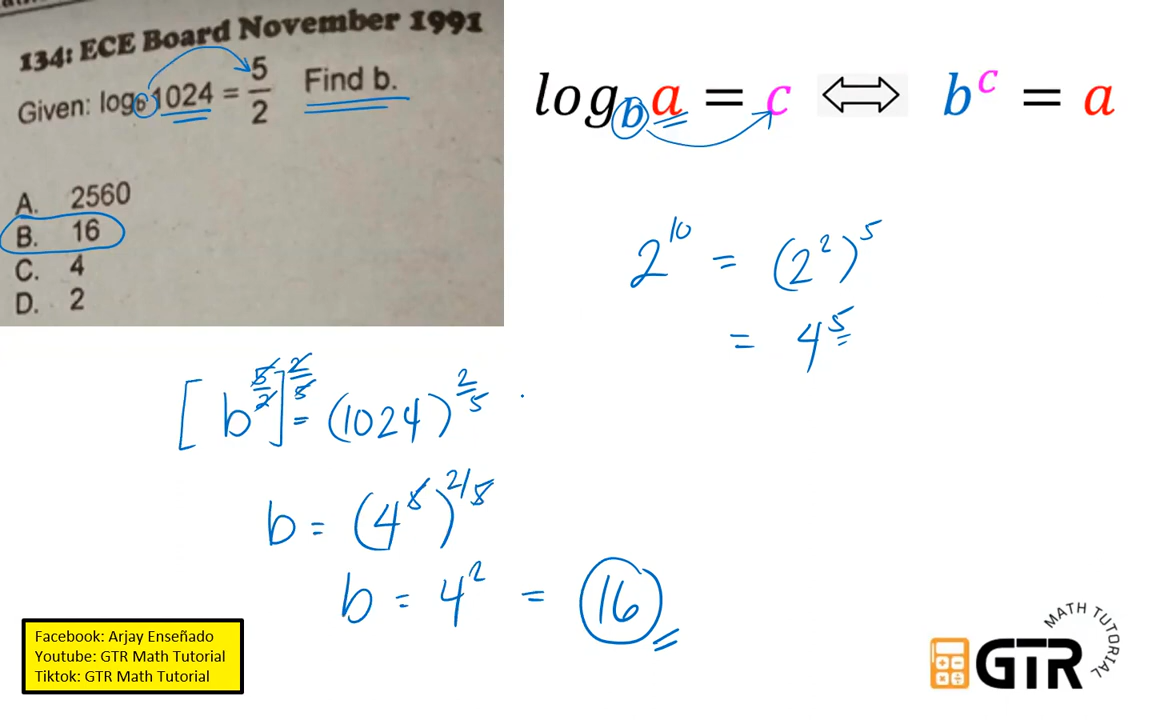 134: ECE Board November 1991
Given: log_b 1024 = 5/2 Find b.
A. 2560
B. 16
C. 4
D. 2
log_b a = c ⟺ b^c = a
2^10 = (2^2)^5
= 4^5
[b^(5/2)]^(2/5) = (1024)^(2/5)
b = (4^5)^(2/5)
b = 4^2 = 16
Facebook: Arjay Enseñado
Youtube: GTR Math Tutorial
Tiktok: GTR Math Tutorial
GTR
MATH TUTORIAL